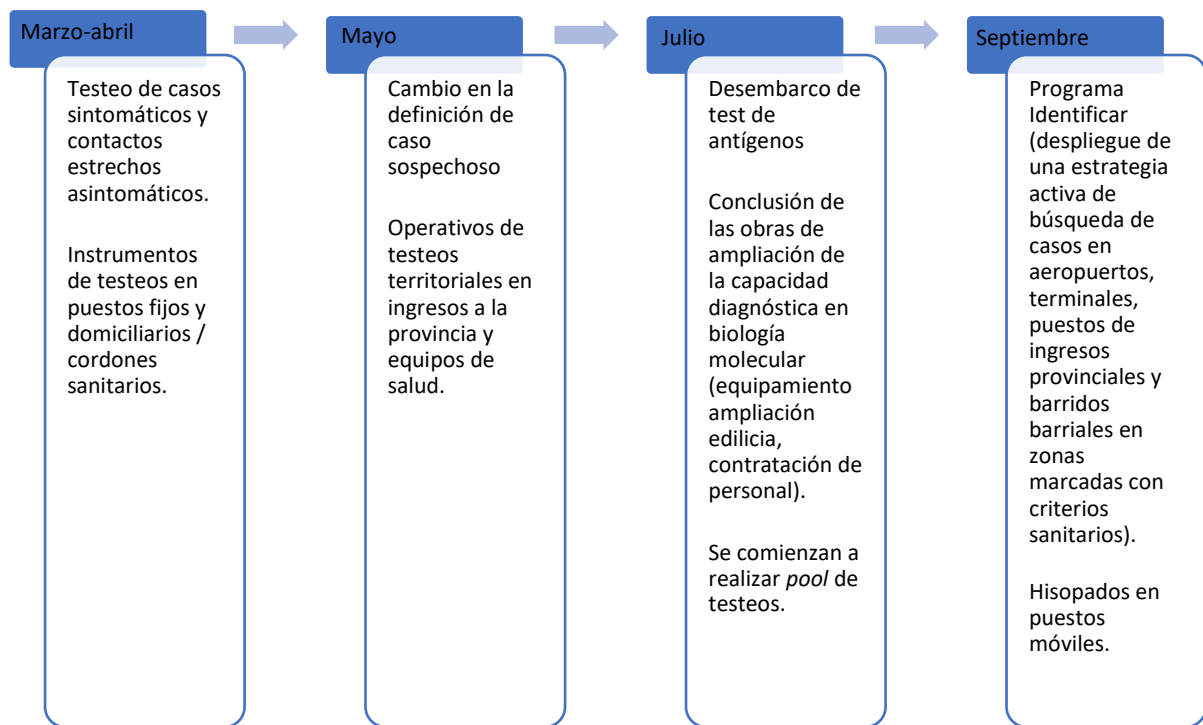 Marzo-abril
Testeo de casos
sintomáticos y
contactos
estrechos
asintomáticos.
Instrumentos
de testeos en
puestos fijos y
domiciliarios /
cordones
sanitarios.
Mayo
Cambio en la
definición de
caso
sospechoso
Operativos de
testeos
territoriales en
ingresos a la
provincia y
equipos de
salud.
Julio
Desembarco de
test de
antígenos
Conclusión de
las obras de
ampliación de
la capacidad
diagnóstica en
biología
molecular
(equipamiento
ampliación
edilicia,
contratación de
personal).
Se comienzan a
realizar pool de
testeos.
Septiembre
Programa
Identificar
(despliegue de
una estrategia
activa de
búsqueda de
casos en
aeropuertos,
terminales,
puestos de
ingresos
provinciales y
barridos
barriales en
zonas
marcadas con
criterios
sanitarios).
Hisopados en
puestos
móviles.